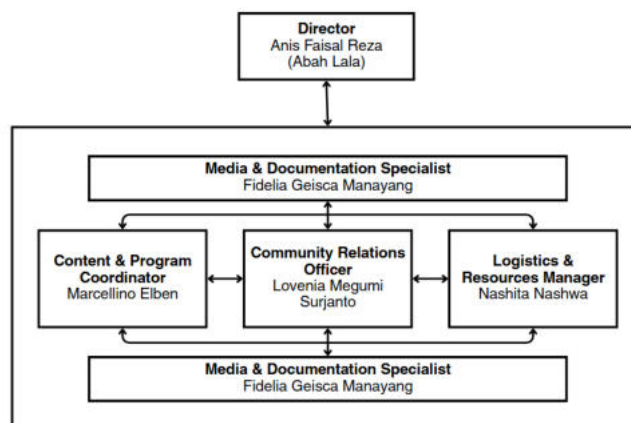 Director
Anis Faisal Reza
(Abah Lala)
Media & Documentation Specialist
Fidelia Geisca Manayang
Content & Program
Coordinator
Marcellino Elben
Community Relations
Officer
Lovenia Megumi
Surjanto
Logistics &
Resources Manager
Nashita Nashwa
Media & Documentation Specialist
Fidelia Geisca Manayang